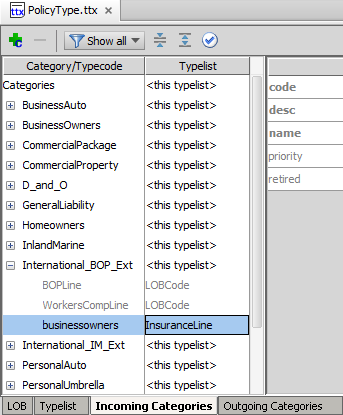 ttx PolicyType.ttx ×
Show all
Category/Typecode Typelist
Categories <this typelist>
BusinessAuto <this typelist>
BusinessOwners <this typelist>
CommercialPackage <this typelist>
CommercialProperty <this typelist>
D_and_O <this typelist>
GeneralLiability <this typelist>
Homeowners <this typelist>
InlandMarine <this typelist>
International_BOP_Ext <this typelist>
BOPLine LOBCode
WorkersCompLine LOBCode
businessowners InsuranceLine
International_IM_Ext <this typelist>
PersonalAuto <this typelist>
PersonalUmbrella <this typelist>
code
desc
name
priority
retired
LOB Typelist Incoming Categories Outgoing Categories